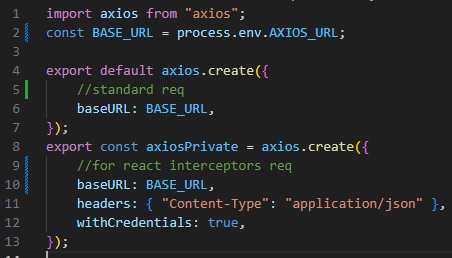 1 import axios from "axios";
2 const BASE_URL = process.env.AXIOS_URL;
3
4 export default axios.create({
5     //standard req
6     baseURL: BASE_URL,
7 });
8 export const axiosPrivate = axios.create({
9     //for react interceptors req
10     baseURL: BASE_URL,
11     headers: { "Content-Type": "application/json" },
12     withCredentials: true,
13 });
14